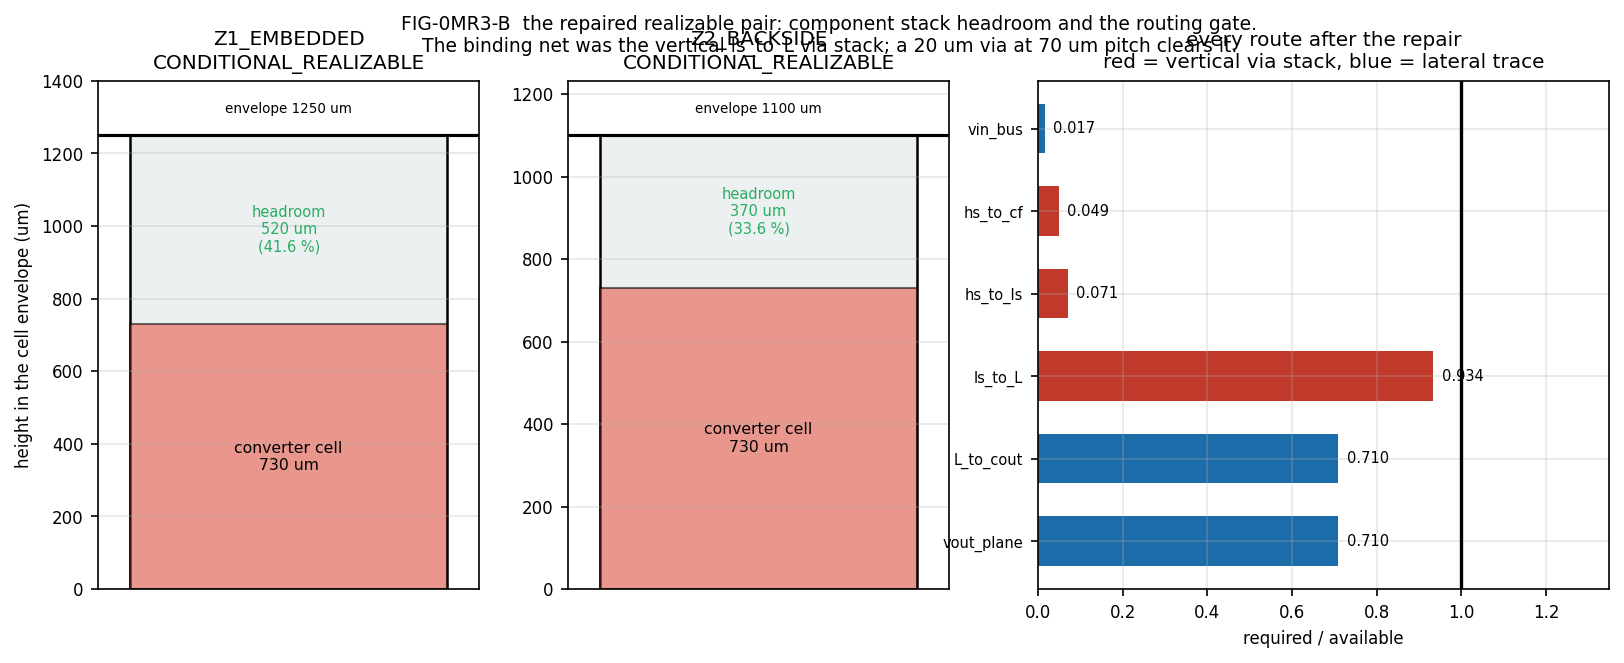 FIG-0MR3-B  the repaired realizable pair: component stack headroom and the routing gate.
The binding net was the vertical ls_to_L via stack; a 20 um via at 70 um pitch clears it.
Z1_EMBEDDED
CONDITIONAL_REALIZABLE
height in the cell envelope (um)
1400
1200
1000
800
600
400
200
0
envelope 1250 um
headroom
520 um
(41.6 %)
converter cell
730 um
Z2_BACKSIDE
CONDITIONAL_REALIZABLE
1200
1000
800
600
400
200
0
envelope 1100 um
headroom
370 um
(33.6 %)
converter cell
730 um
every route after the repair
red = vertical via stack, blue = lateral trace
vin_bus 0.017
hs_to_cf 0.049
hs_to_ls 0.071
ls_to_L 0.934
L_to_cout 0.710
vout_plane 0.710
0.0 0.2 0.4 0.6 0.8 1.0 1.2
required / available